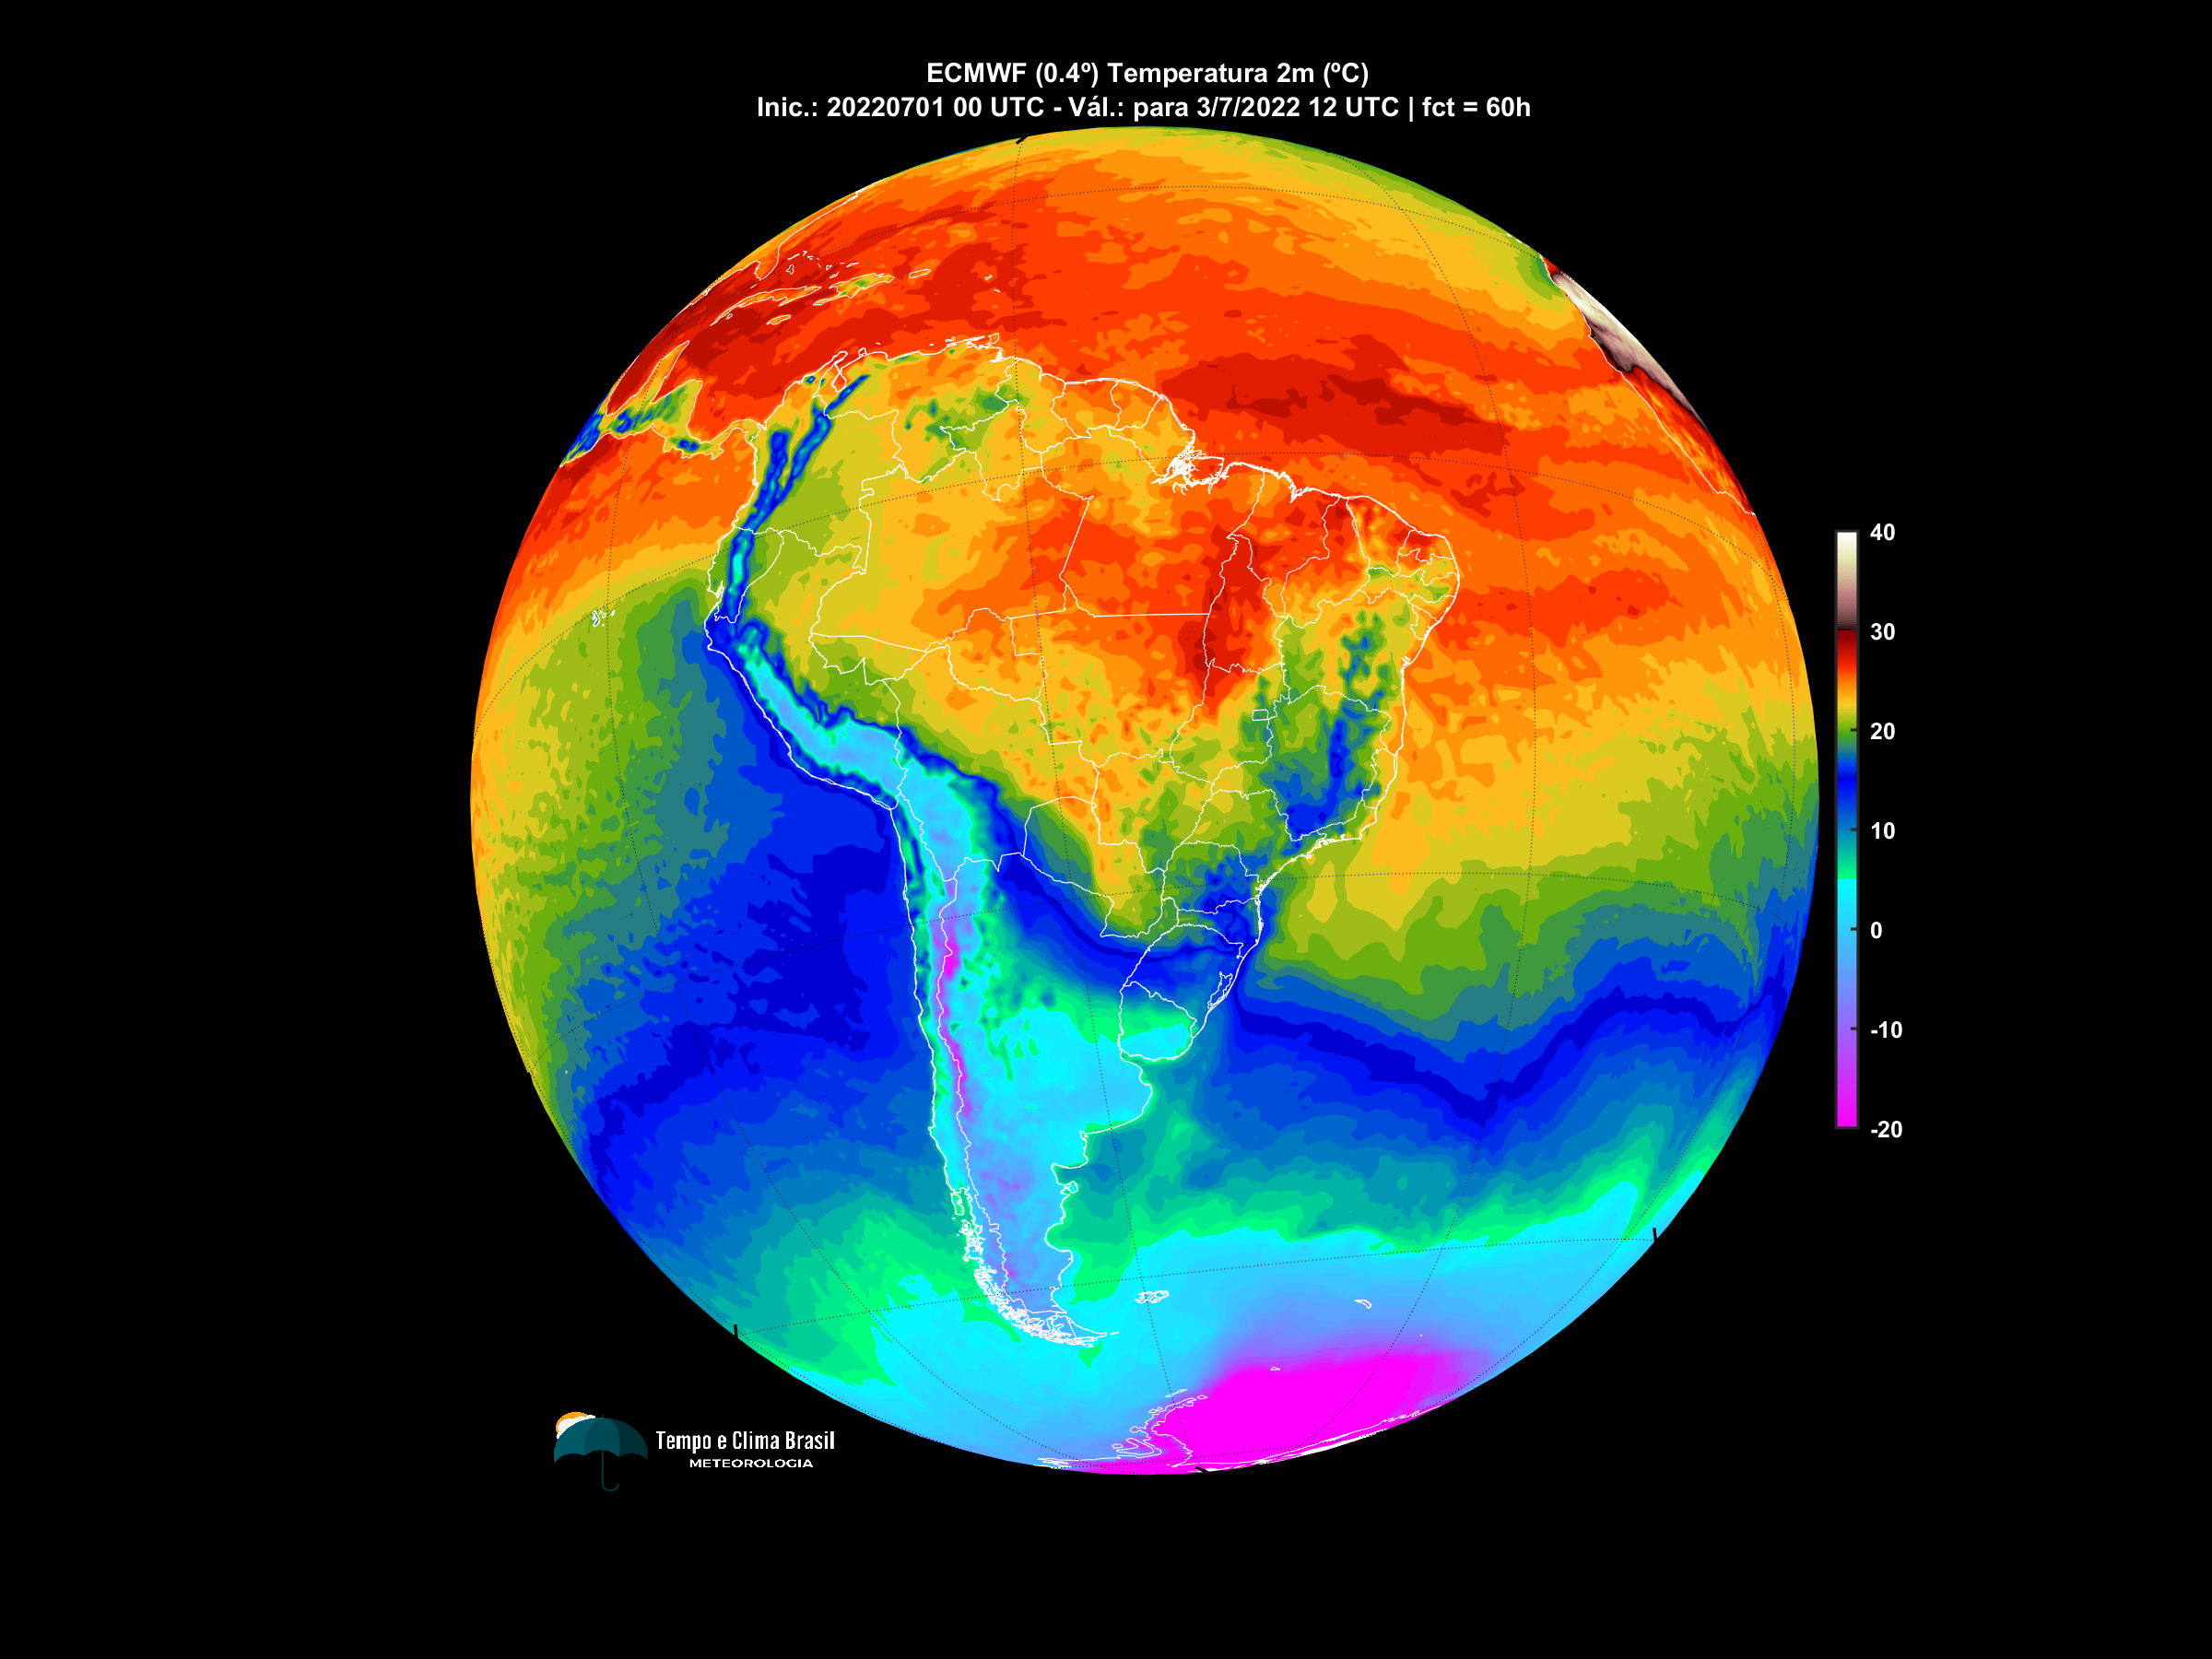 ECMWF (0.4º) Temperatura 2m (ºC)
Inic.: 20220701 00 UTC - Vál.: para 3/7/2022 12 UTC | fct = 60h
40
30
20
10
0
-10
-20
Tempo e Clima Brasil
METEOROLOGIA